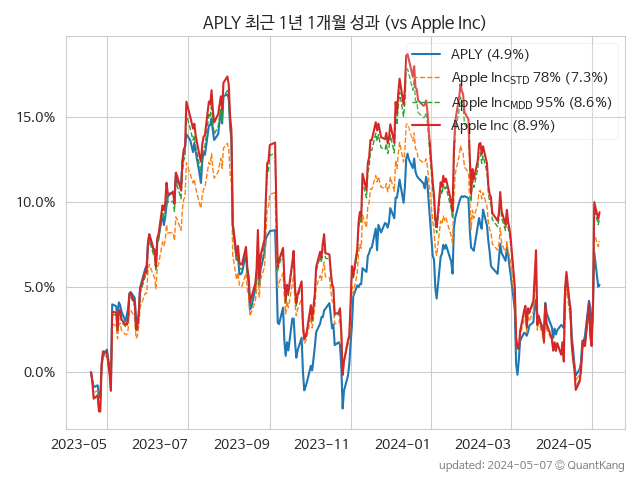 APLY 최근 1년 1개월 성과 (vs Apple Inc)
APLY (4.9%)
Apple Inc_STD 78% (7.3%)
Apple Inc_MDD 95% (8.6%)
Apple Inc (8.9%)
15.0%
10.0%
5.0%
0.0%
2023-05 2023-07 2023-09 2023-11 2024-01 2024-03 2024-05
updated: 2024-05-07 © QuantKang